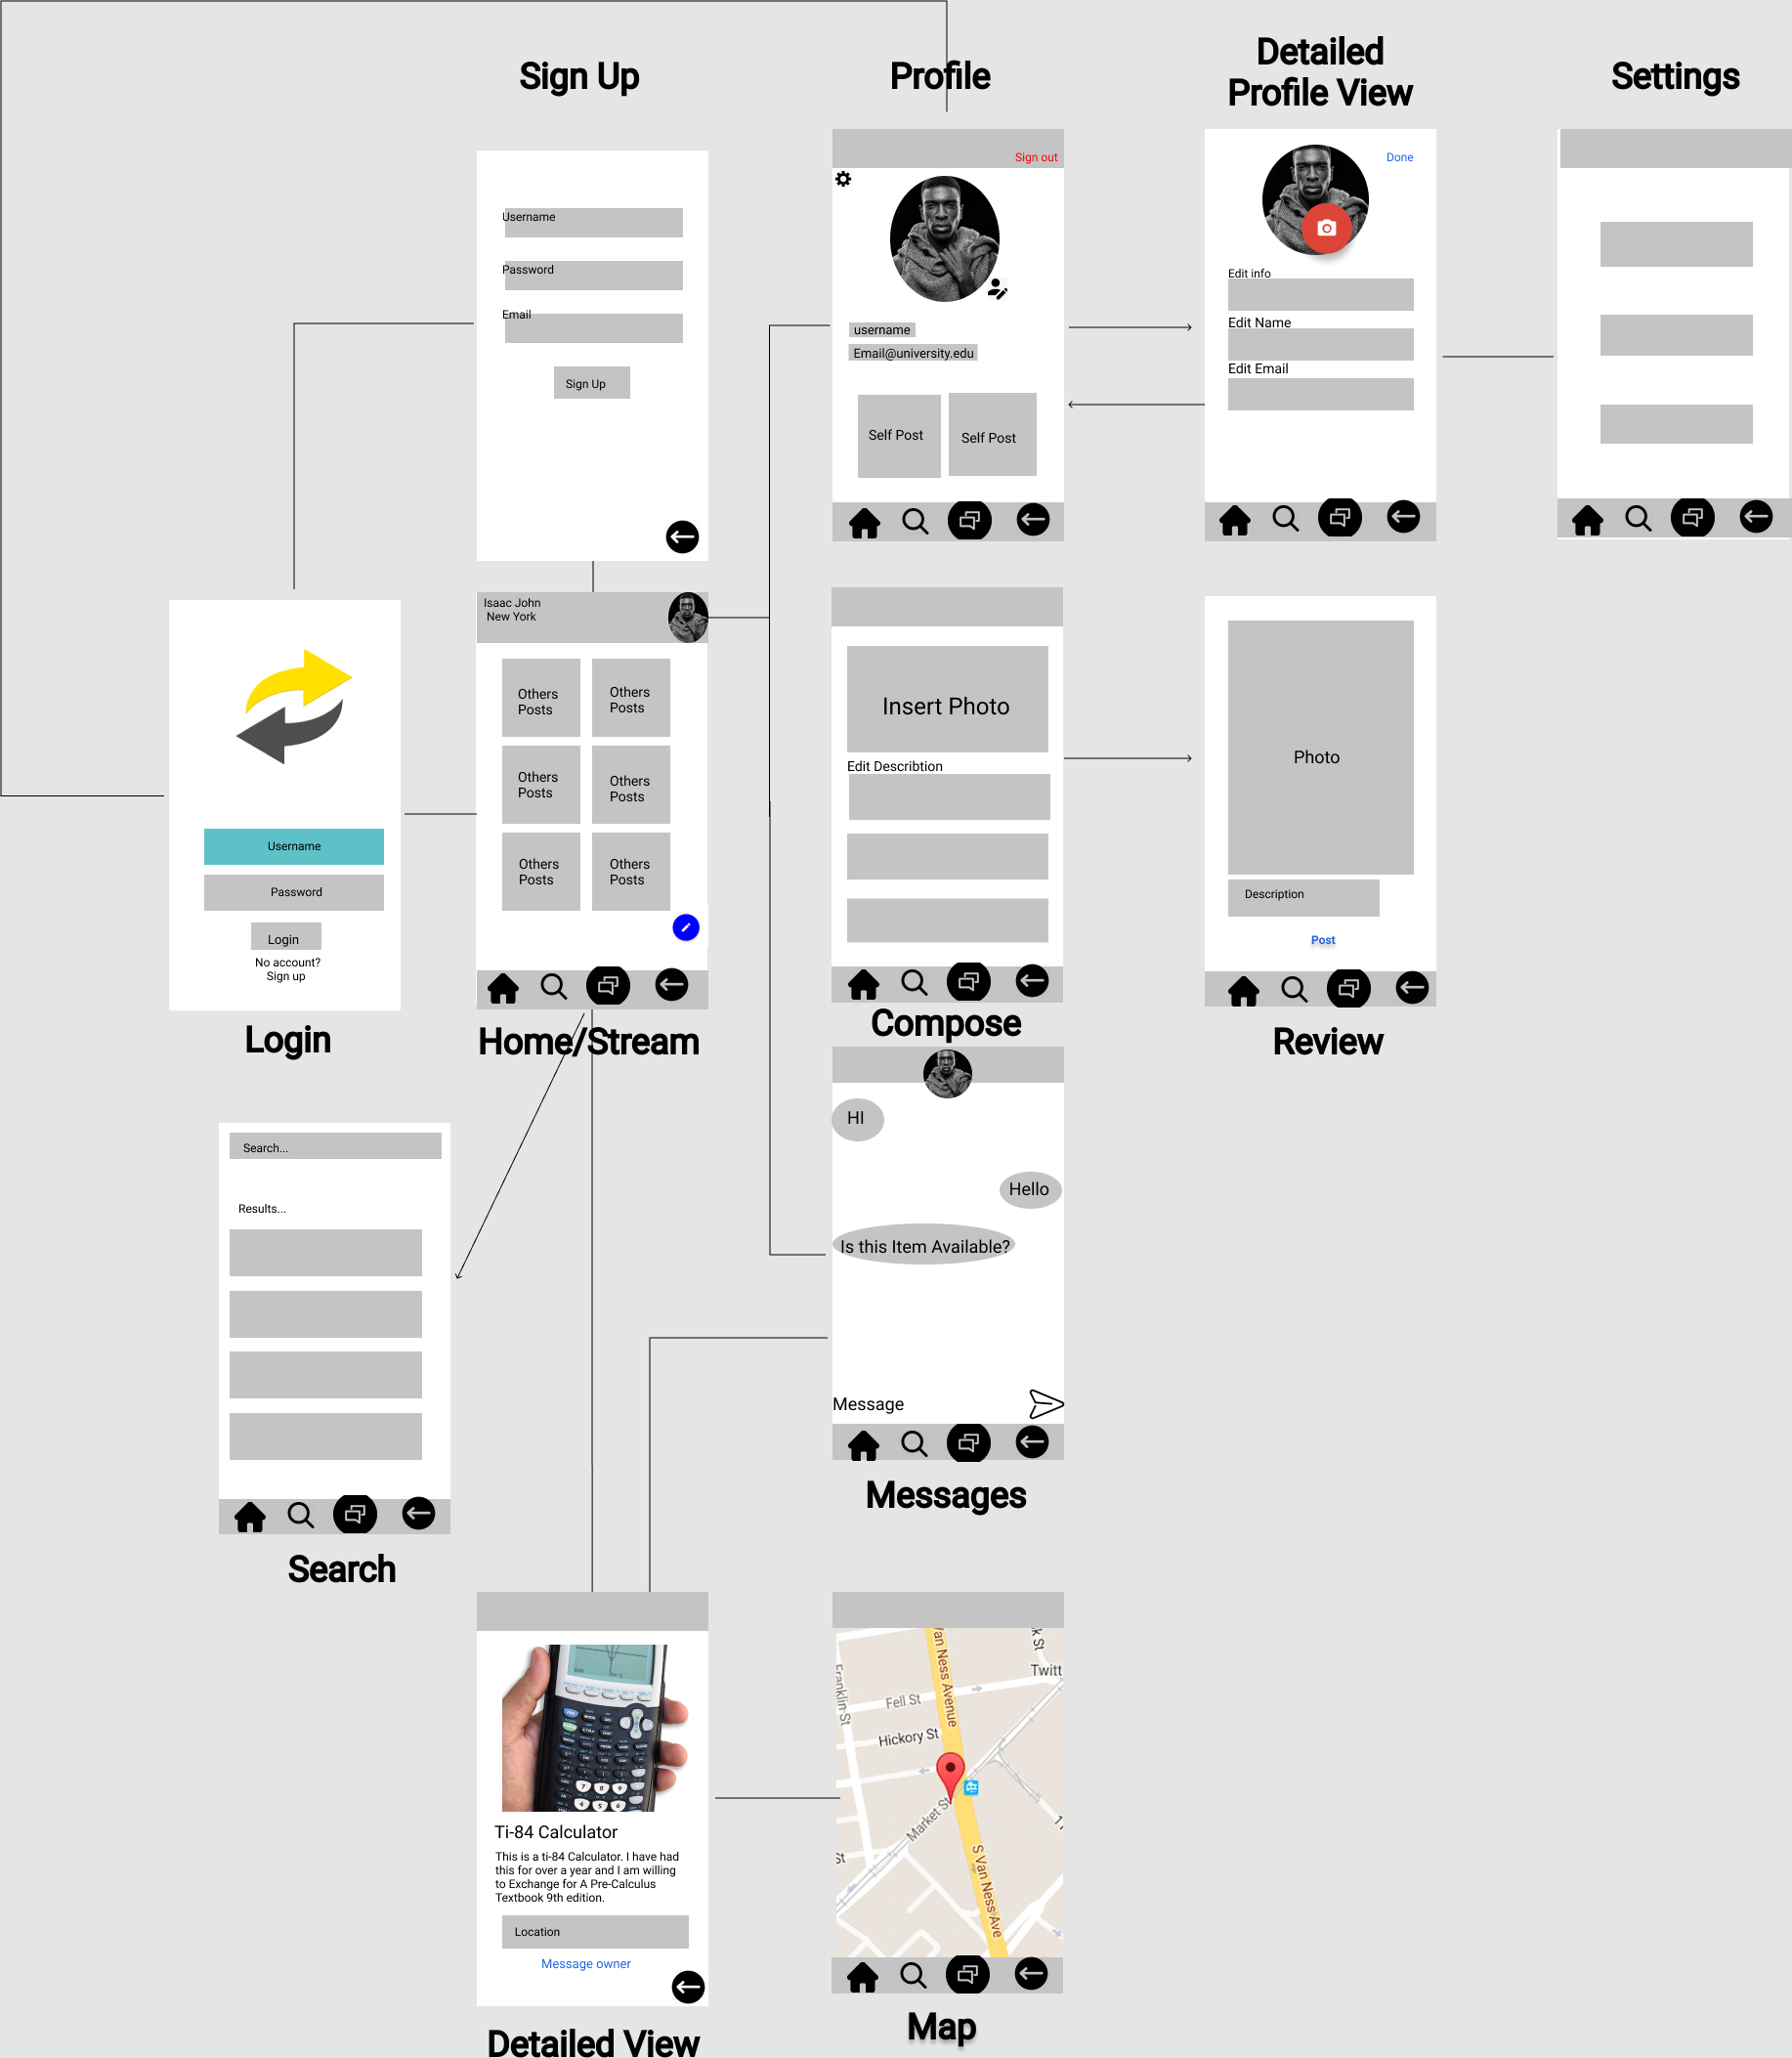 Sign Up
Profile
Detailed
Profile View
Settings
Username
Password
Email
Sign Up
Sign out
username
Email@university.edu
Self Post
Self Post
Done
Edit info
Edit Name
Edit Email
Username
Password
Login
No account?
Sign up
Login
Isaac John
New York
Others
Posts
Others
Posts
Others
Posts
Others
Posts
Others
Posts
Others
Posts
Home/Stream
Insert Photo
Edit Describtion
Compose
Photo
Description
Post
Review
Search...
Results...
Search
HI
Hello
Is this Item Available?
Message
Messages
Ti-84 Calculator
This is a ti-84 Calculator. I have had
this for over a year and I am willing
to Exchange for A Pre-Calculus
Textbook 9th edition.
Location
Message owner
Detailed View
Van Ness Avenue
k St
Twitt
Franklin St
Fell St
Hickory St
Market St
St
S Van Ness Ave
Map